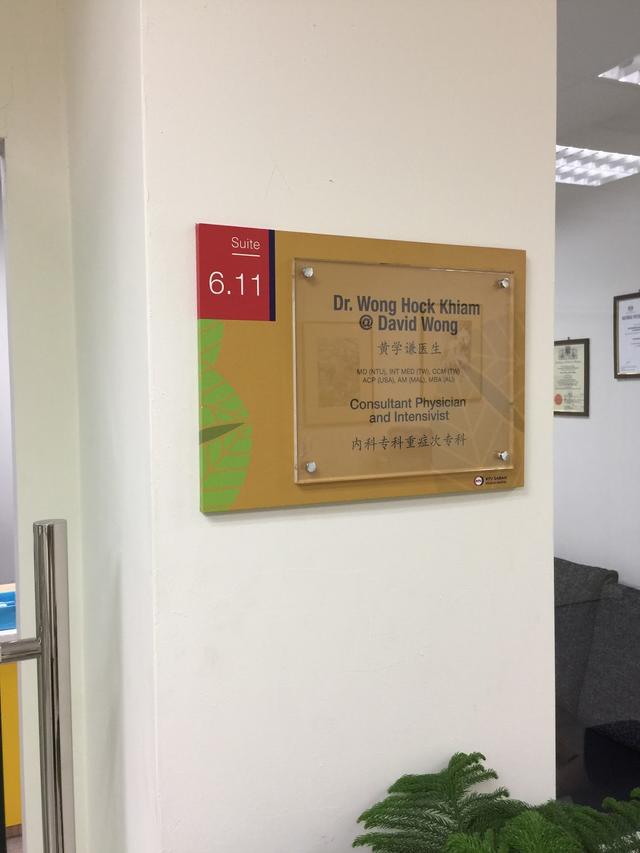 Suite
6.11
Dr. Wong Hock Khiam
@ David Wong
黄学谦医生
MD (NTU), INT MED (TW), CCM (TW)
ACP (USA), AM (MAL), MBA (AU)
Consultant Physician
and Intensivist
内科专科重症次专科
KPJ SABAH